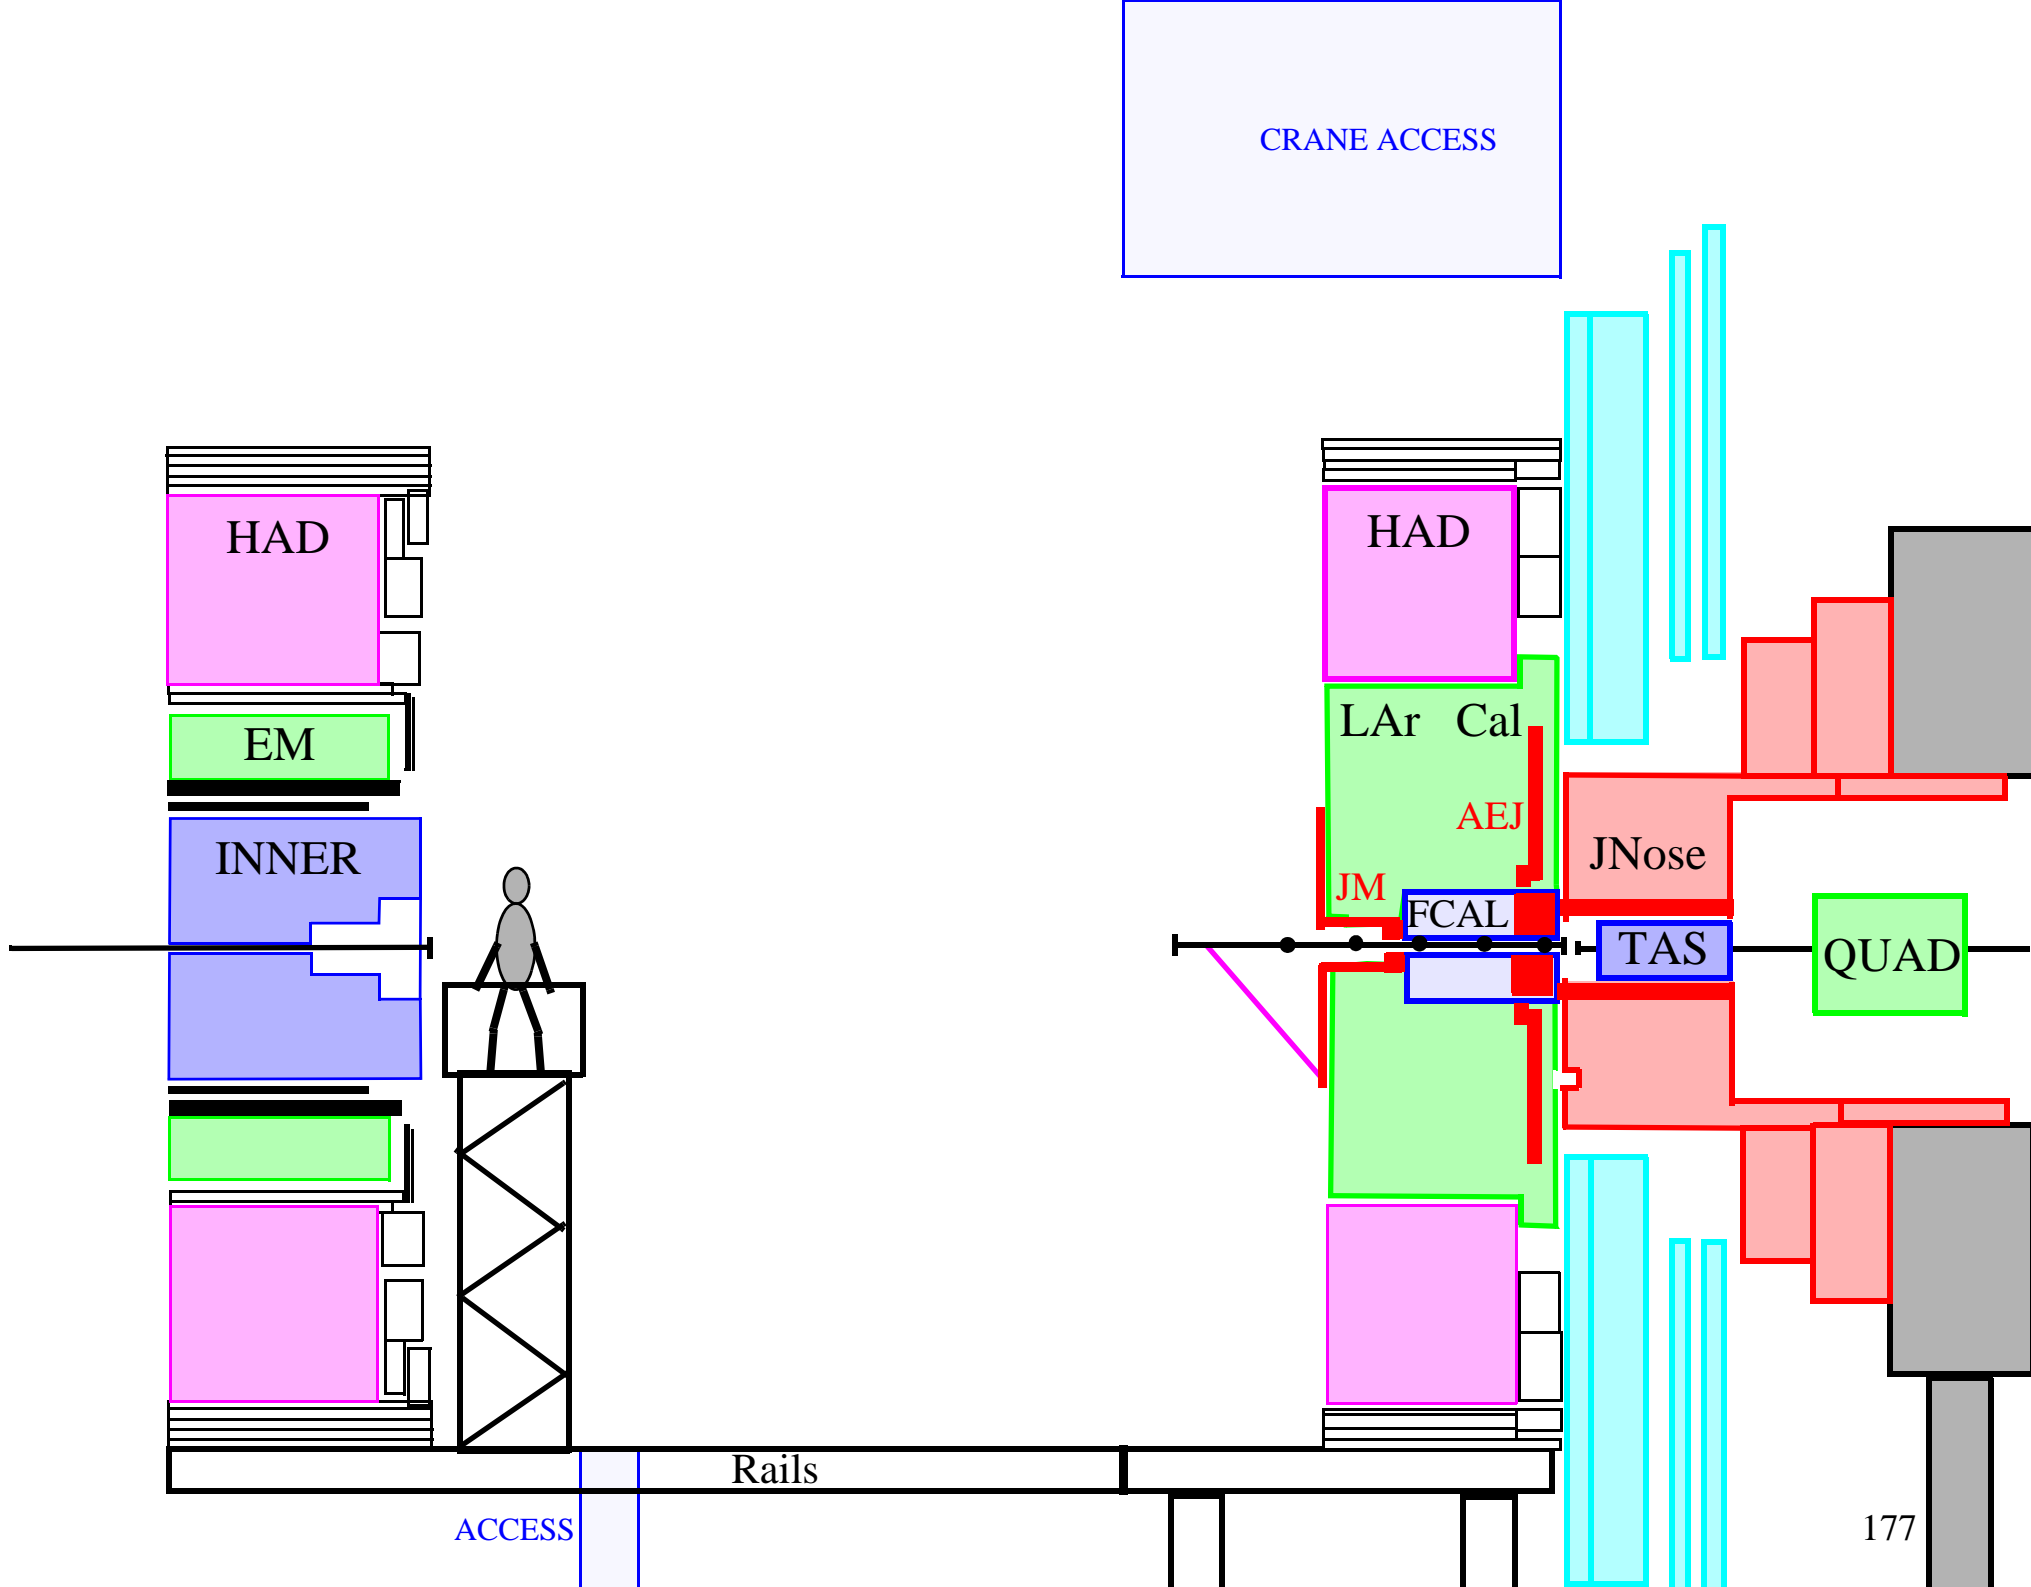 CRANE ACCESS
HAD
HAD
EM
LAr Cal
AEJ
INNER
JNose
JM
FCAL
TAS
QUAD
Rails
ACCESS
177